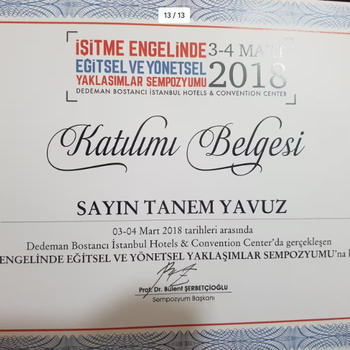 13 / 13
İŞİTME ENGELİNDE
EĞİTSEL VE YÖNETSEL
YAKLAŞIMLAR SEMPOZYUMU
3-4 MART
2018
DEDEMAN BOSTANCI İSTANBUL HOTELS & CONVENTION CENTER
Katılımı Belgesi
SAYIN TANEM YAVUZ
03-04 Mart 2018 tarihleri arasında
Dedeman Bostancı İstanbul Hotels & Convention Center'da gerçekleşen
ENGELİNDE EĞİTSEL VE YÖNETSEL YAKLAŞIMLAR SEMPOZYUMU'na
Prof. Dr. Bülent ŞERBETÇİOĞLU
Sempozyum Başkanı